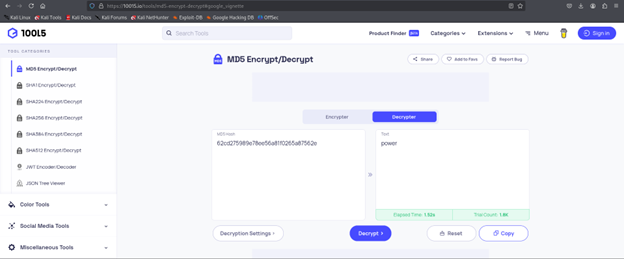 https://10015.io/tools/md5-encrypt-decrypt#google_vignette
Kali Linux Kali Tools Kali Docs Kali Forums Kali NetHunter Exploit-DB Google Hacking DB OffSec
10015
Search Tools
Product Finder
Categories
Extensions
Menu
Sign in
TOOL CATEGORIES
MD5 Encrypt/Decrypt
SHA1 Encrypt/Decrypt
SHA224 Encrypt/Decrypt
SHA256 Encrypt/Decrypt
SHA384 Encrypt/Decrypt
SHA512 Encrypt/Decrypt
JWT Encoder/Decoder
JSON Tree Viewer
Color Tools
Social Media Tools
Miscellaneous Tools
MD5 Encrypt/Decrypt
Share
Add to Favs
Report Bug
Encrypter
Decrypter
MD5 Hash
62cd275989e78ee56a81f0265a87562e
Text
power
Elapsed Time: 1.52s
Trial Count: 1.8M
Decryption Settings ›
Decrypt ›
Reset
Copy